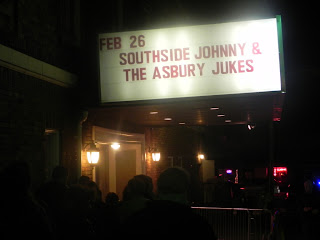 FEB 26
SOUTHSIDE JOHNNY &
THE ASBURY JUKES